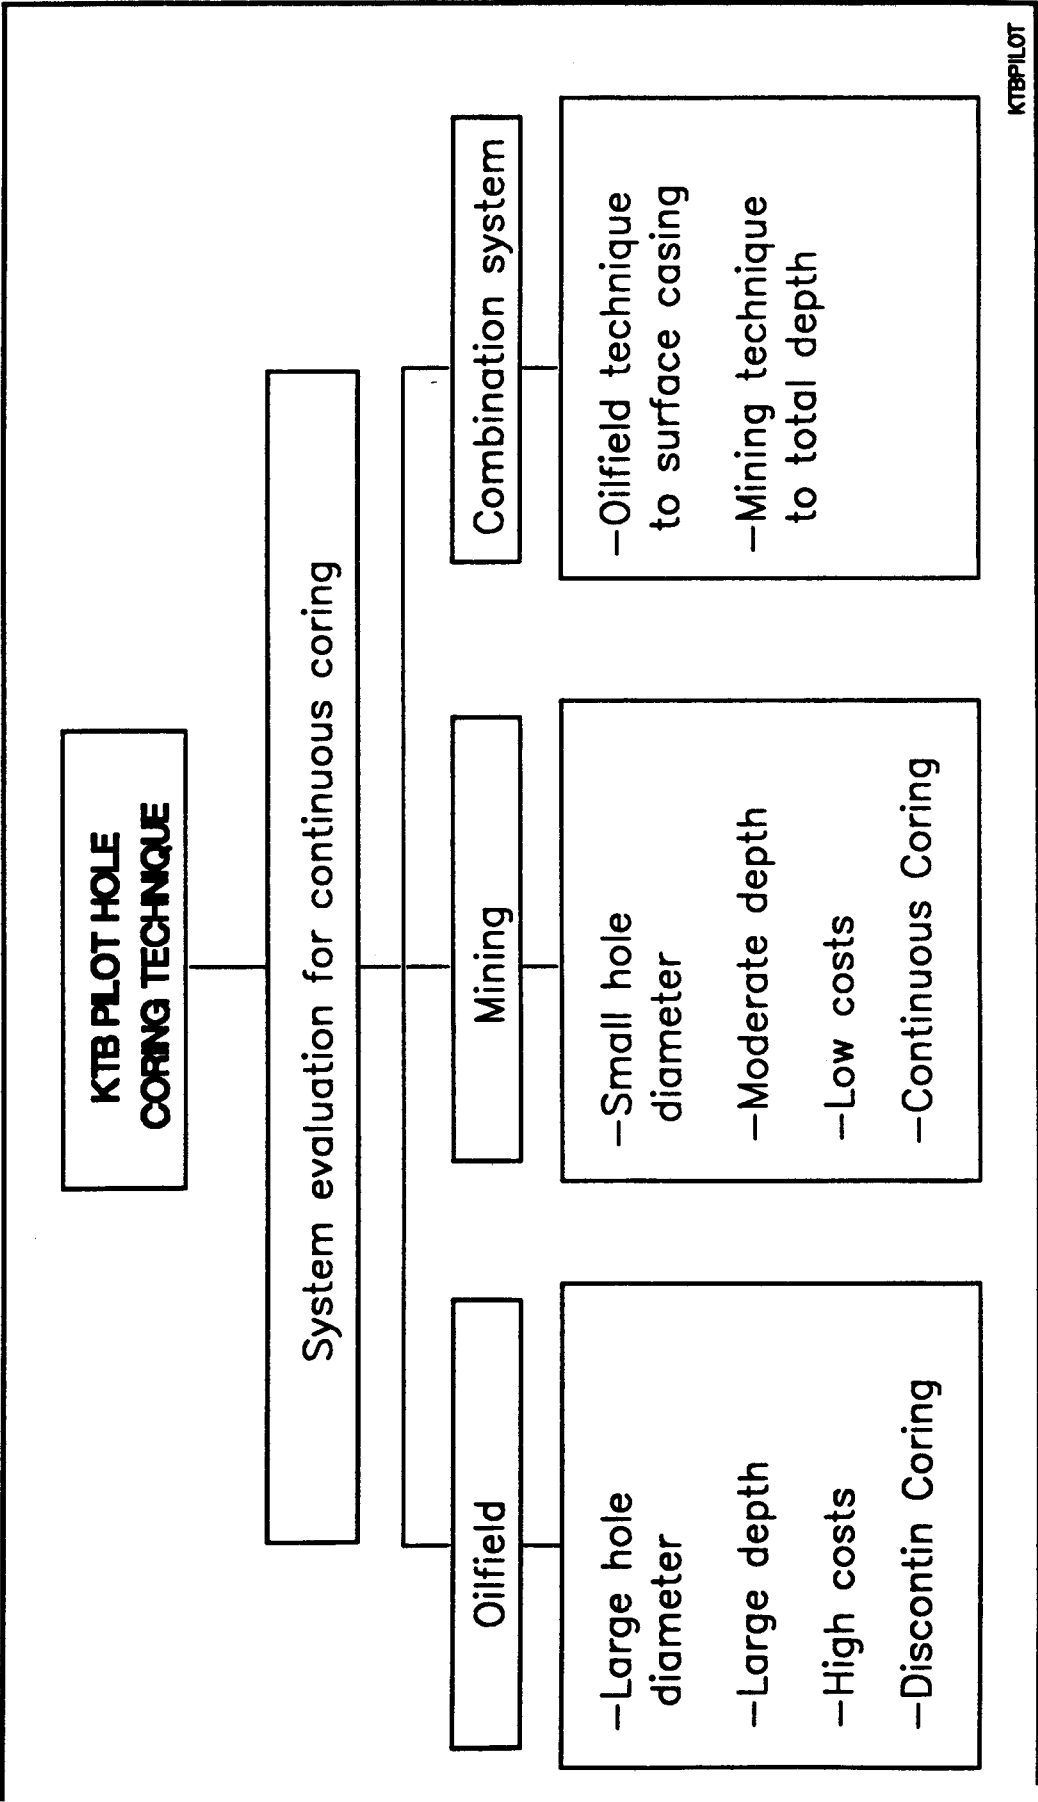 KTB PILOT HOLE
CORING TECHNIQUE
System evaluation for continuous coring
Oilfield
-Large hole
diameter
-Large depth
-High costs
-Discontin Coring
Mining
-Small hole
diameter
-Moderate depth
-Low costs
-Continuous Coring
Combination system
-Oilfield technique
to surface casing
-Mining technique
to total depth
KTBPILOT